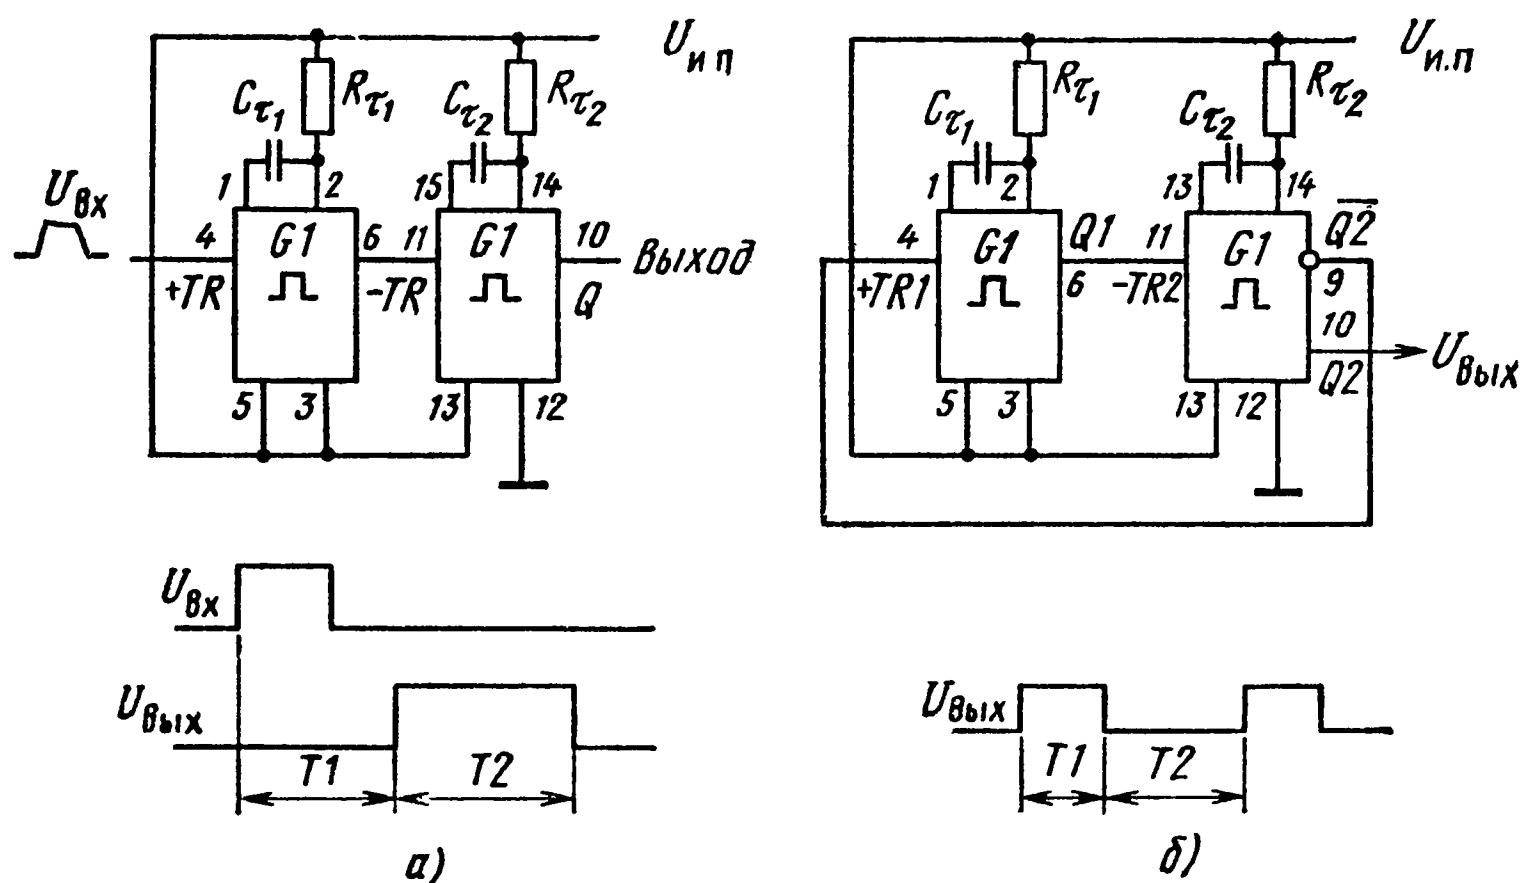 Uи п
Cτ1
Rτ1
Cτ2
Rτ2
Uвх
1
2
15
14
4
G1
6
11
G1
10
Выход
+TR
-TR
Q
5
3
13
12
Uвх
Uвых
T1
T2
а)
Uи.п
Cτ1
Rτ1
Cτ2
Rτ2
1
2
13
14
4
G1
Q1
11
G1
Q̅2̅
+TR1
6
-TR2
9
10
Uвых
Q2
5
3
13
12
Uвых
T1
T2
б)